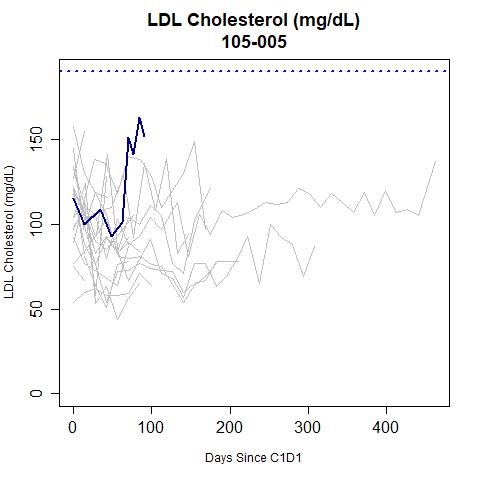 LDL Cholesterol (mg/dL)
105-005
LDL Cholesterol (mg/dL)
150
100
50
0
0 100 200 300 400
Days Since C1D1